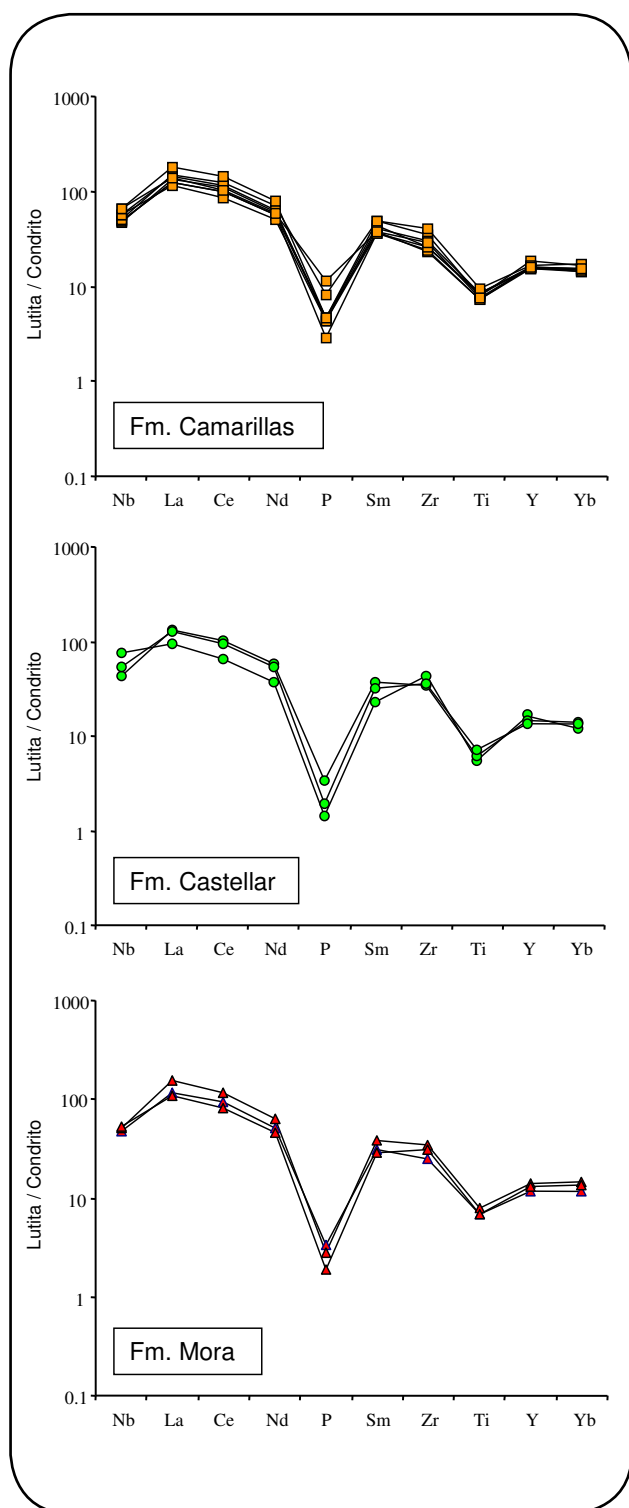 1000
100
10
1
0.1
Lutita / Condrito
Fm. Camarillas
Nb La Ce Nd P Sm Zr Ti Y Yb
1000
100
10
1
0.1
Lutita / Condrito
Fm. Castellar
Nb La Ce Nd P Sm Zr Ti Y Yb
1000
100
10
1
0.1
Lutita / Condrito
Fm. Mora
Nb La Ce Nd P Sm Zr Ti Y Yb